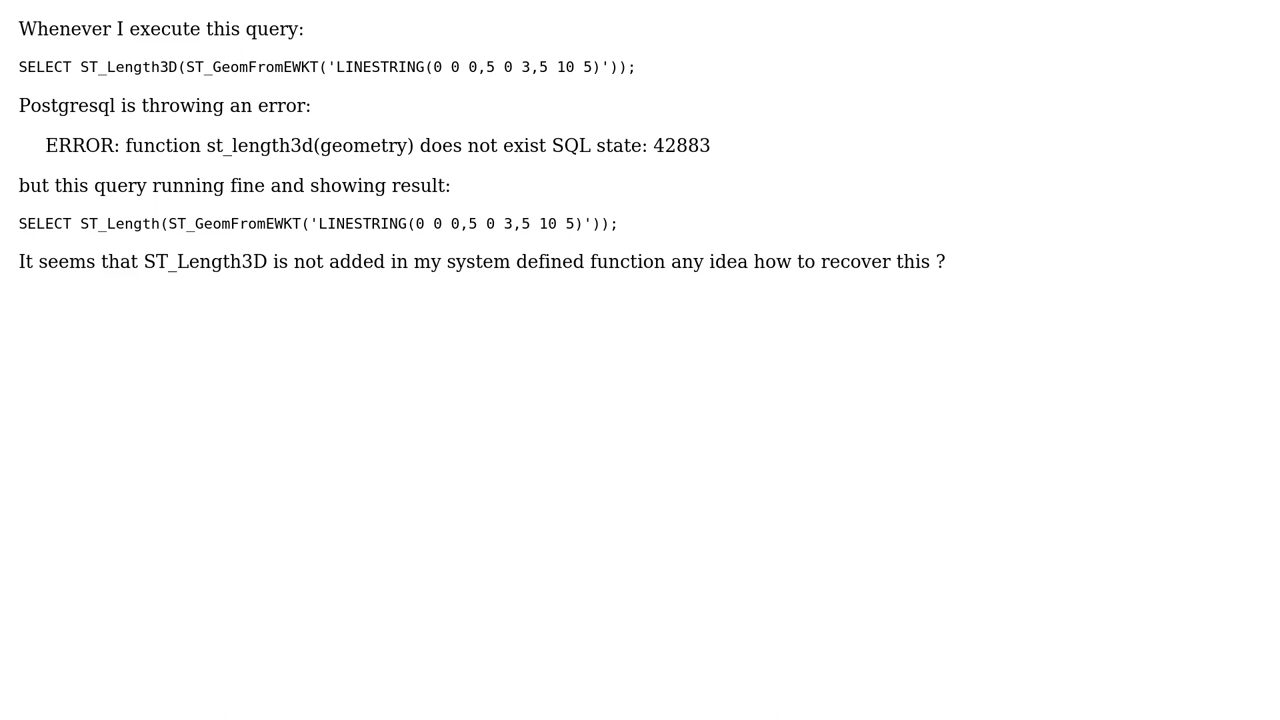 Whenever I execute this query:
SELECT ST_Length3D(ST_GeomFromEWKT('LINESTRING(0 0 0,5 0 3,5 10 5)'));
Postgresql is throwing an error:
ERROR: function st_length3d(geometry) does not exist SQL state: 42883
but this query running fine and showing result:
SELECT ST_Length(ST_GeomFromEWKT('LINESTRING(0 0 0,5 0 3,5 10 5)'));
It seems that ST_Length3D is not added in my system defined function any idea how to recover this ?